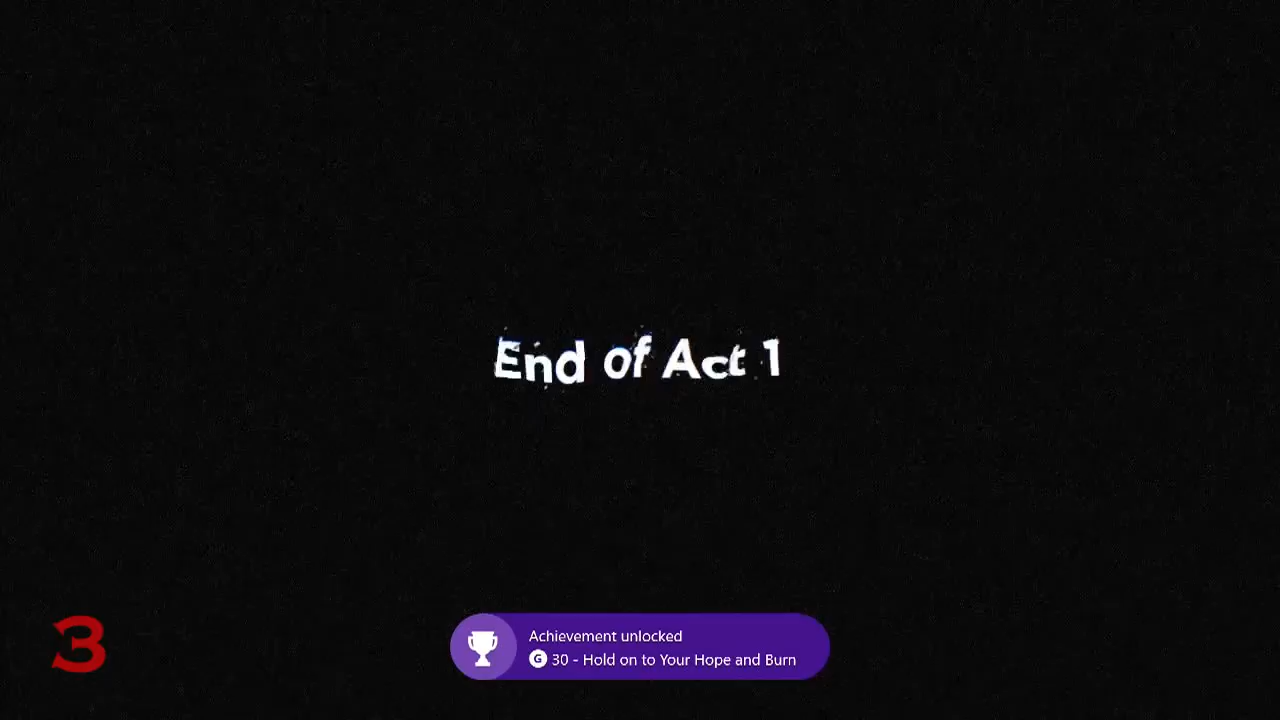 End of Act 1
3
Achievement unlocked
G 30 - Hold on to Your Hope and Burn